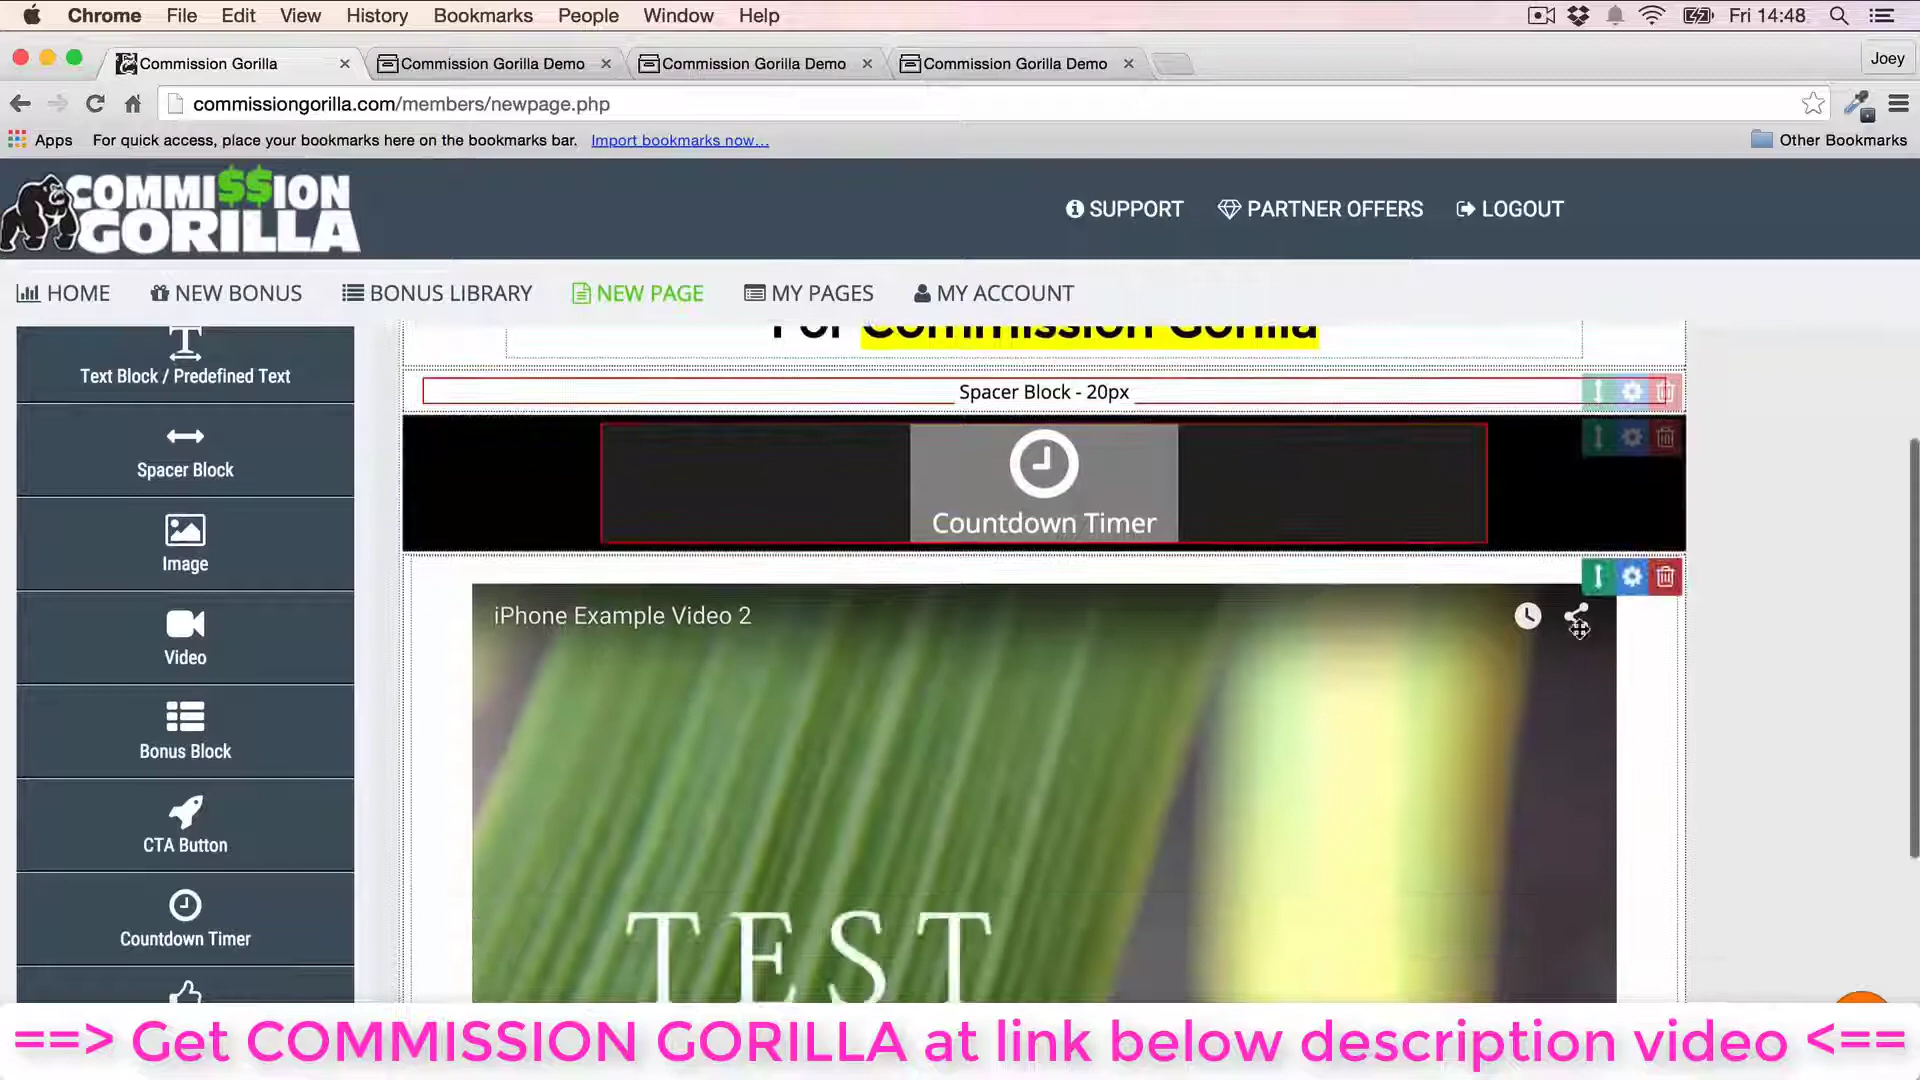 Chrome File Edit View History Bookmarks People Window Help Fri 14:48
Commission Gorilla Commission Gorilla Demo Commission Gorilla Demo Commission Gorilla Demo Joey
commissiongorilla.com/members/newpage.php
Apps For quick access, place your bookmarks here on the bookmarks bar. Import bookmarks now... Other Bookmarks
COMMI$$ION
GORILLA
SUPPORT PARTNER OFFERS LOGOUT
HOME NEW BONUS BONUS LIBRARY NEW PAGE MY PAGES MY ACCOUNT
For Commission Gorilla
Text Block / Predefined Text
Spacer Block - 20px
Spacer Block
Countdown Timer
Image
iPhone Example Video 2
Video
Bonus Block
CTA Button
Countdown Timer
TEST
==> Get COMMISSION GORILLA at link below description video <==